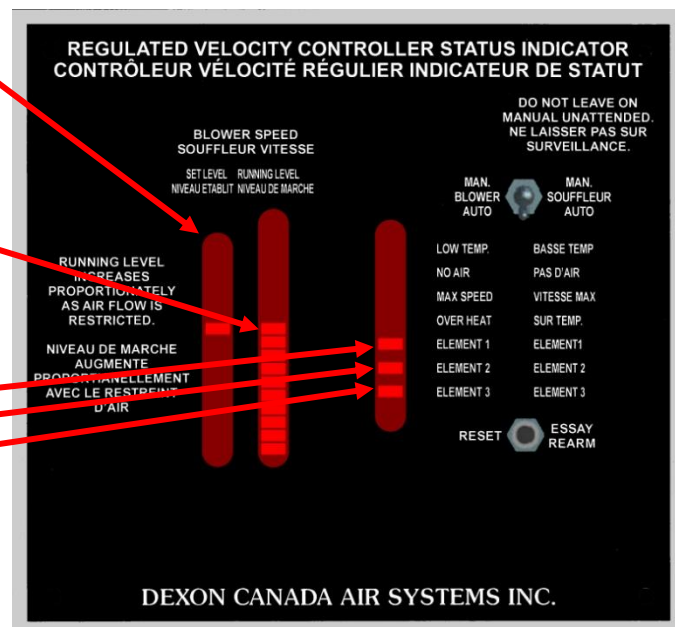 REGULATED VELOCITY CONTROLLER STATUS INDICATOR
CONTRÔLEUR VÉLOCITÉ RÉGULIER INDICATEUR DE STATUT
DO NOT LEAVE ON
MANUAL UNATTENDED.
NE LAISSER PAS SUR
SURVEILLANCE.
BLOWER SPEED
SOUFFLEUR VITESSE
SET LEVEL RUNNING LEVEL
NIVEAU ETABLIT NIVEAU DE MARCHE
MAN. MAN.
BLOWER SOUFFLEUR
AUTO AUTO
RUNNING LEVEL
INCREASES
PROPORTIONATELY
AS AIR FLOW IS
RESTRICTED.
NIVEAU DE MARCHE
AUGMENTE
PROPORTIANELLEMENT
AVEC LE RESTREINT
D'AIR
LOW TEMP. BASSE TEMP
NO AIR PAS D'AIR
MAX SPEED VITESSE MAX
OVER HEAT SUR TEMP.
ELEMENT 1 ELEMENT1
ELEMENT 2 ELEMENT 2
ELEMENT 3 ELEMENT 3
RESET ESSAY
REARM
DEXON CANADA AIR SYSTEMS INC.